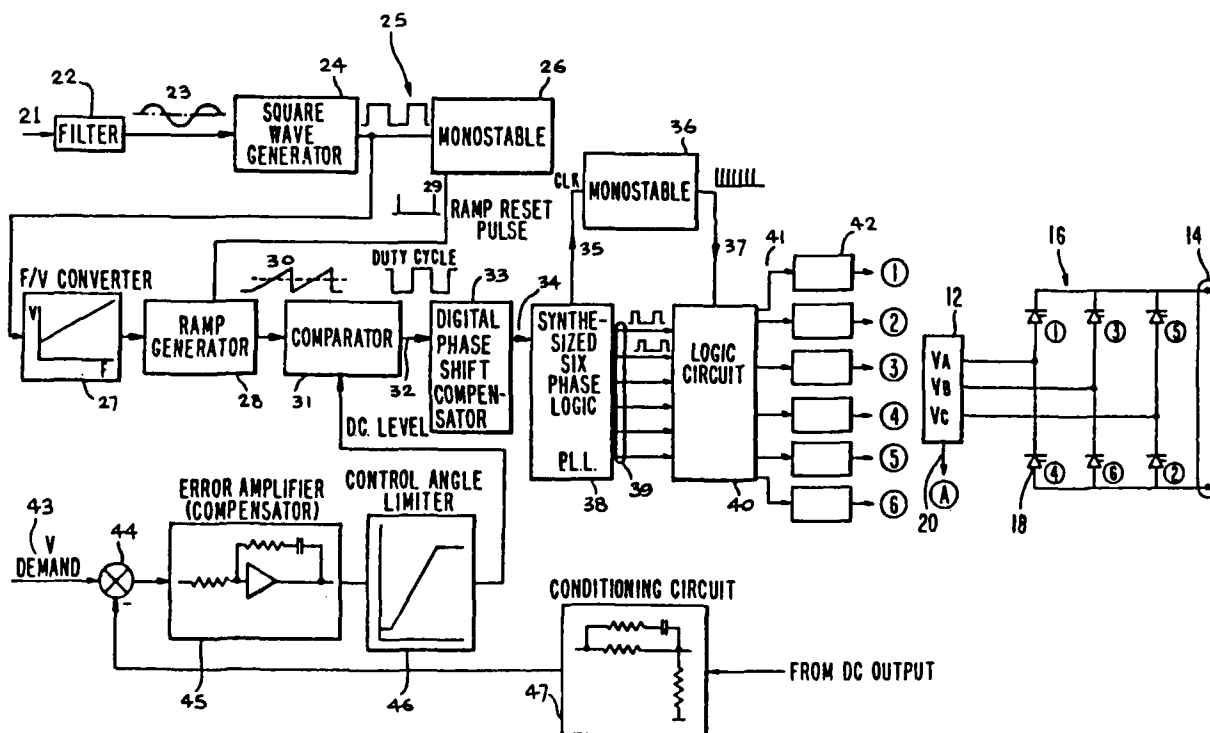 25
24
22
23
26
21
FILTER
SQUARE
WAVE
GENERATOR
MONOSTABLE
36
CLK
MONOSTABLE
29
RAMP RESET
PULSE
35
37
41
42
30
DUTY CYCLE
33
34
16
14
F/V CONVERTER
V
F
27
RAMP
GENERATOR
28
COMPARATOR
31
32
DIGITAL
PHASE
SHIFT
COMPEN-
SATOR
SYNTHE-
SIZED
SIX
PHASE
LOGIC
P.L.L.
38
39
LOGIC
CIRCUIT
40
1
2
3
4
5
6
12
VA
VB
VC
20
A
1
3
5
4
6
2
18
D.C. LEVEL
ERROR AMPLIFIER
(COMPENSATOR)
CONTROL ANGLE
LIMITER
43
V
DEMAND
44
-
45
46
CONDITIONING CIRCUIT
47
FROM DC OUTPUT